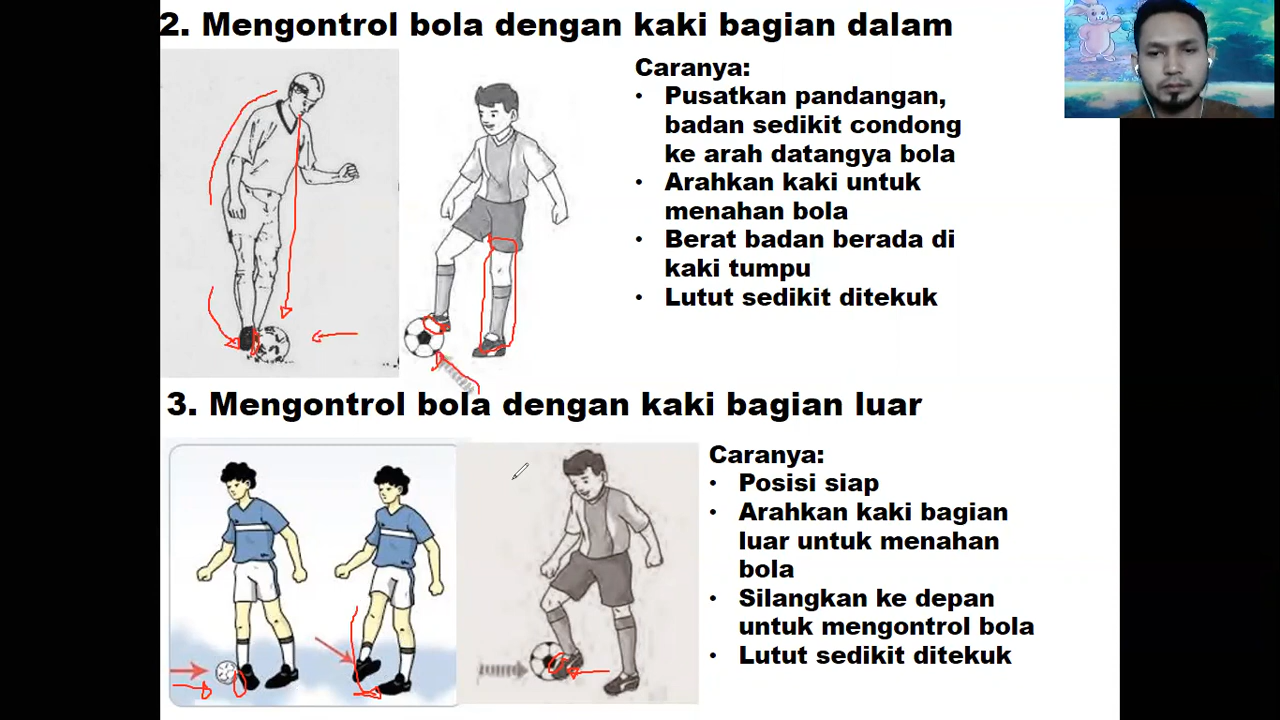 2. Mengontrol bola dengan kaki bagian dalam
Caranya:
• Pusatkan pandangan,
badan sedikit condong
ke arah datangya bola
• Arahkan kaki untuk
menahan bola
• Berat badan berada di
kaki tumpu
• Lutut sedikit ditekuk
3. Mengontrol bola dengan kaki bagian luar
Caranya:
• Posisi siap
• Arahkan kaki bagian
luar untuk menahan
bola
• Silangkan ke depan
untuk mengontrol bola
• Lutut sedikit ditekuk